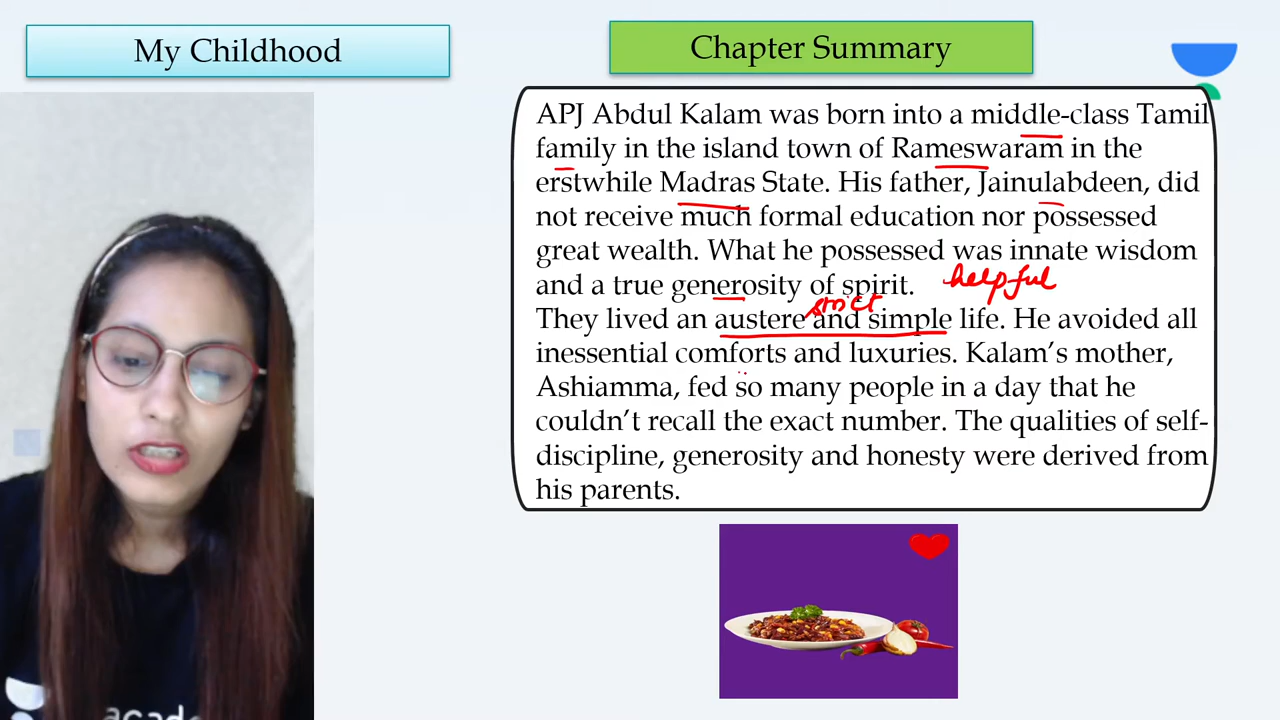 My Childhood
Chapter Summary
APJ Abdul Kalam was born into a middle-class Tamil
family in the island town of Rameswaram in the
erstwhile Madras State. His father, Jainulabdeen, did
not receive much formal education nor possessed
great wealth. What he possessed was innate wisdom
and a true generosity of spirit. helpful
strict
They lived an austere and simple life. He avoided all
inessential comforts and luxuries. Kalam’s mother,
Ashiamma, fed so many people in a day that he
couldn’t recall the exact number. The qualities of self-
discipline, generosity and honesty were derived from
his parents.